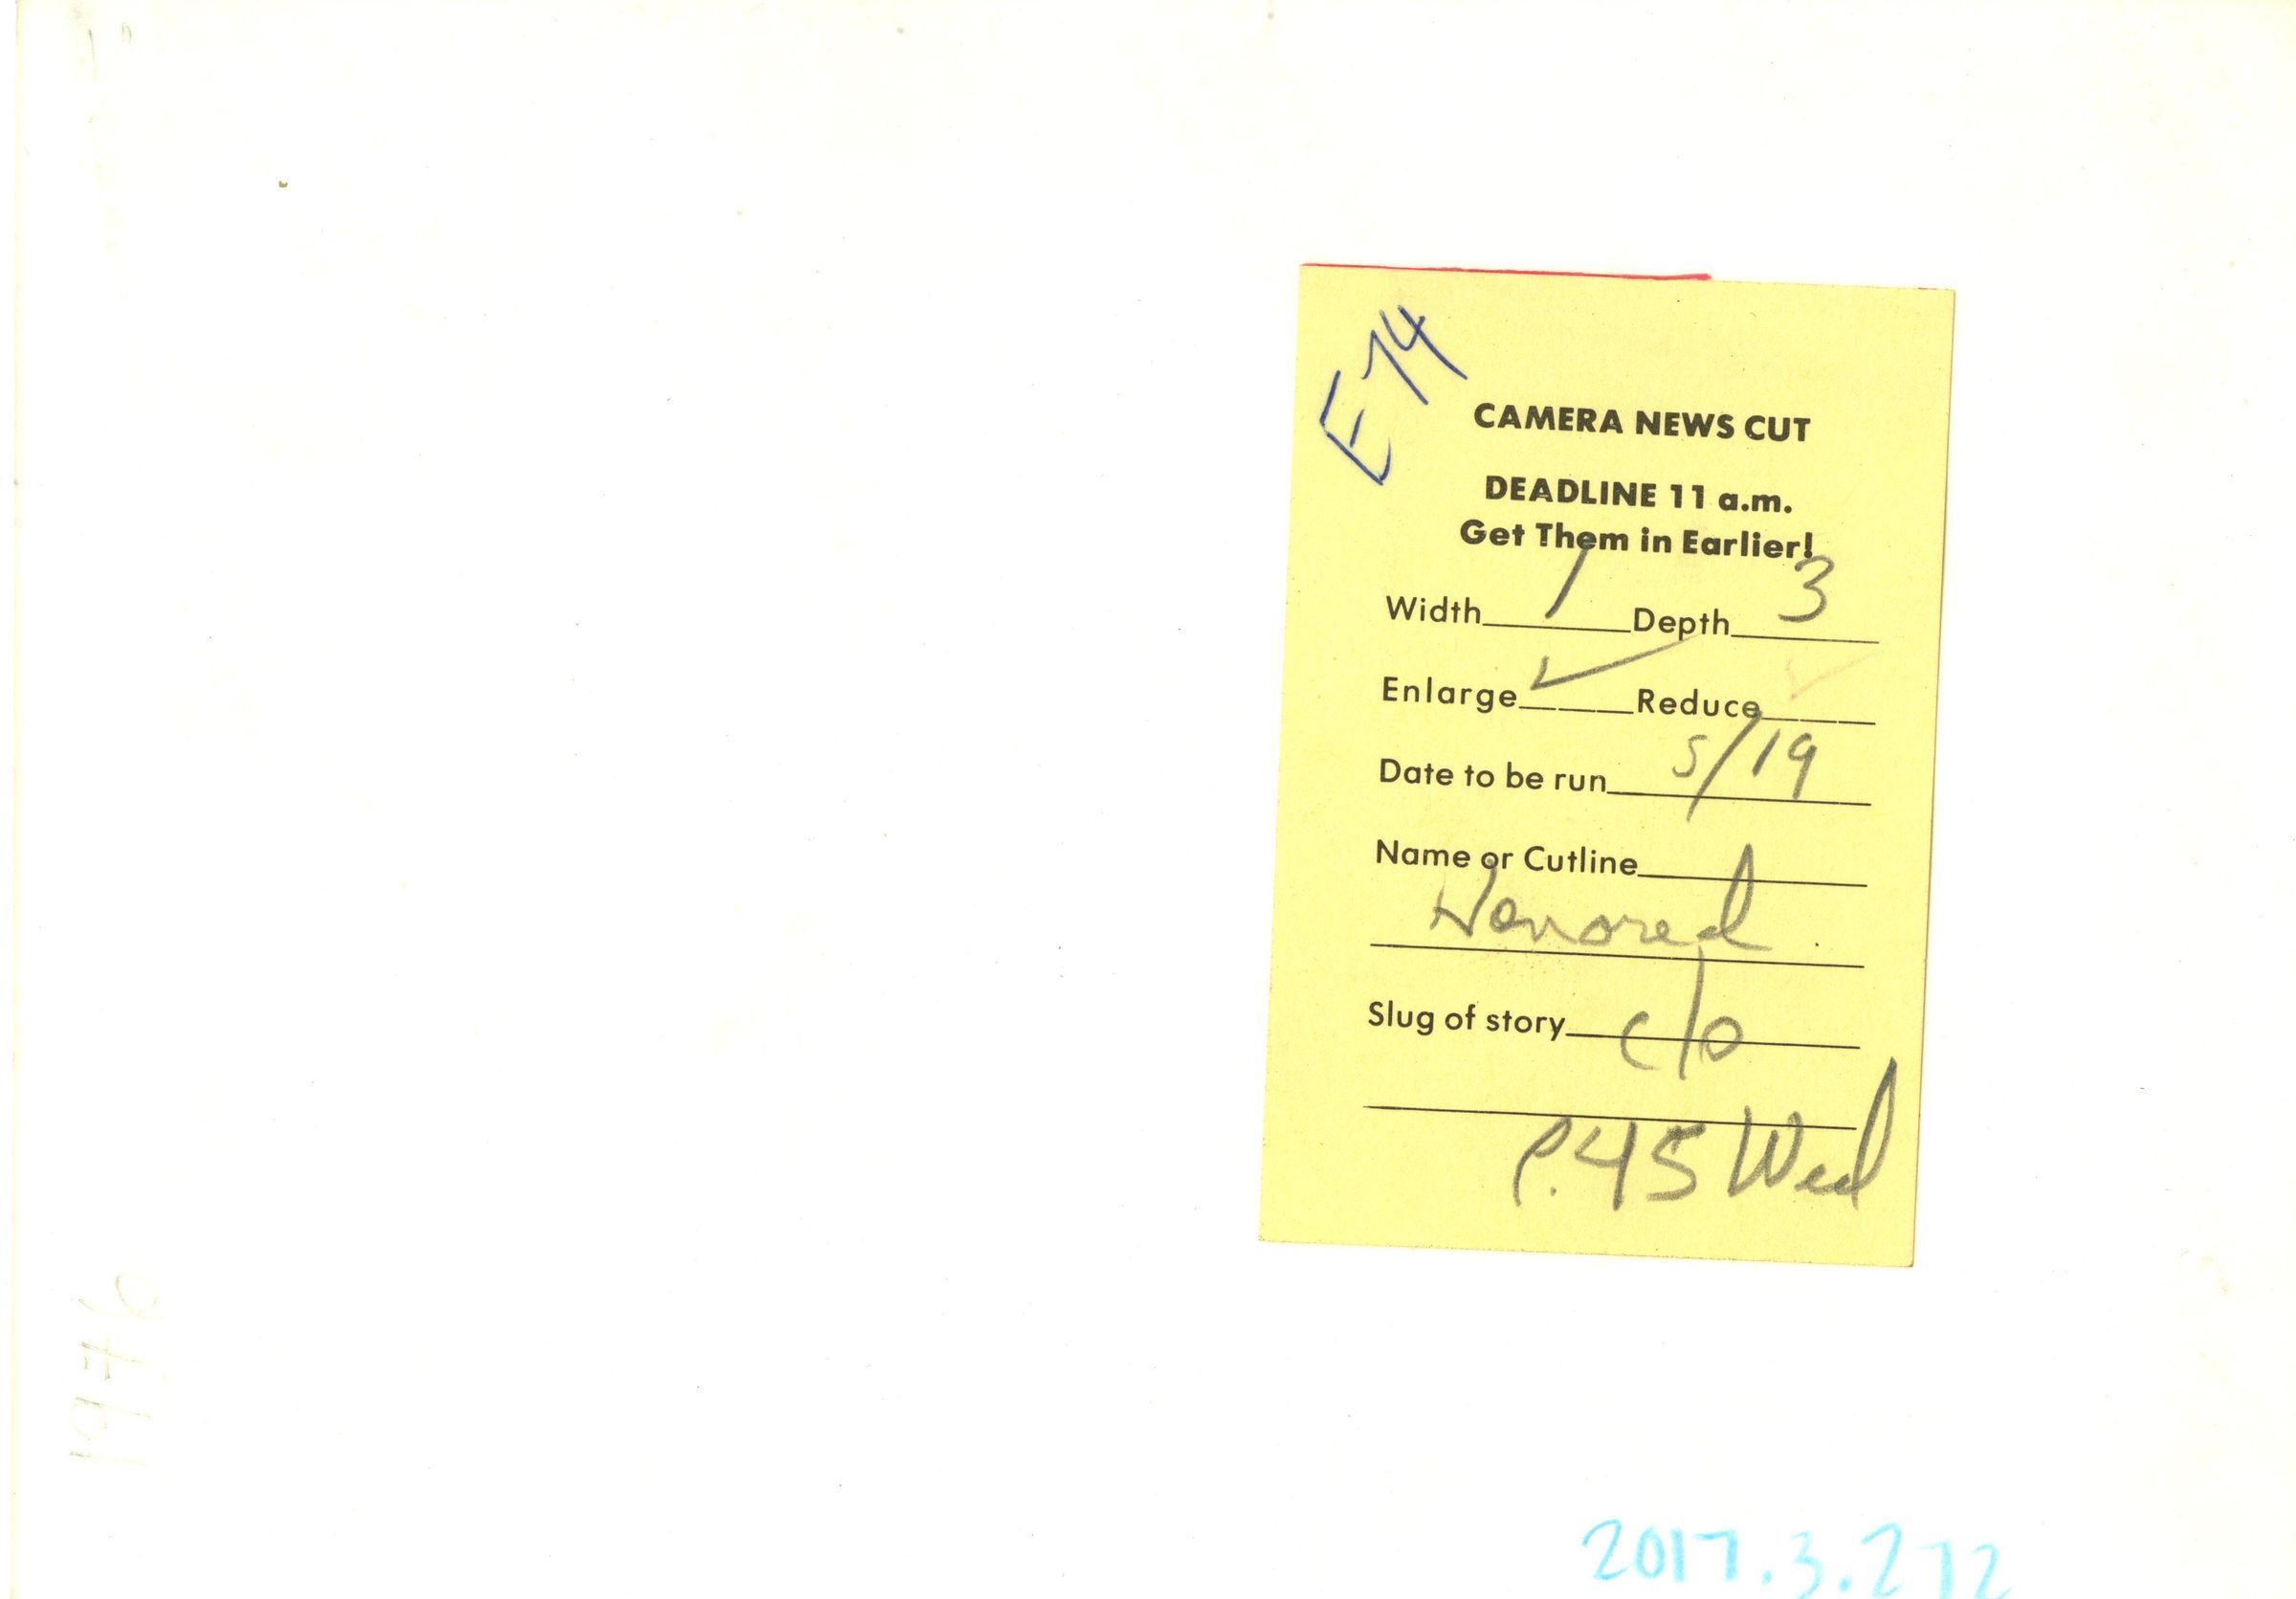 E74
CAMERA NEWS CUT
DEADLINE 11 a.m.
Get Them in Earlier!
Width 1 Depth 3
Enlarge ✓ Reduce ✓
Date to be run 5/19
Name or Cutline
Honored
Slug of story c/o
P.45 Wed
1976
2017.3.272